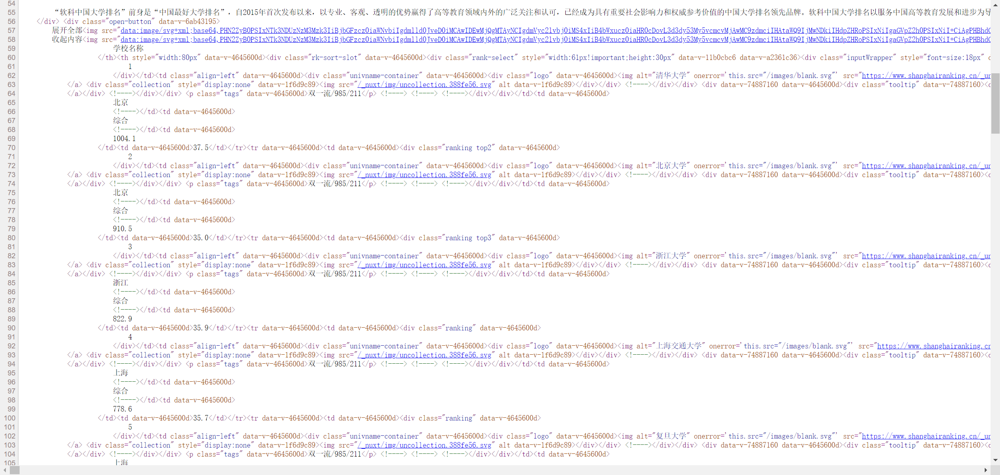 54
55 “软科中国大学排名”前身是“中国最好大学排名”，自2015年首次发布以来，以专业、客观、透明的优势赢得了高等教育领域内外的广泛关注和认可，已经成为具有重要社会影响力和权威参考价值的中国大学排名领先品牌。软科中国大学排名以服务中国高等教育发展和进步为导
56 </div> <div class="open-button" data-v-6ab43195>
57 展开全部<img src="data:image/svg+xml;base64,PHN2ZyB0PSIxNTk3NDUzNzM3Mzk3IiBjbGFzcz0iaWNvbiIgdmlld0JveD0iMCAwIDEwMjQgMTAyNCIgdmVyc2lvbj0iMS4xIiB4bWxucz0iaHR0cDovL3d3dy53My5vcmcvMjAwMC9zdmciIHAtaWQ9IjMwNDkiIHdpZHRoPSIxNiIgaGVpZ2h0PSIxNiI+CiAgPHBhdC
58 收起内容<img src="data:image/svg+xml;base64,PHN2ZyB0PSIxNTk3NDUzNzM3Mzk3IiBjbGFzcz0iaWNvbiIgdmlld0JveD0iMCAwIDEwMjQgMTAyNCIgdmVyc2lvbj0iMS4xIiB4bWxucz0iaHR0cDovL3d3dy53My5vcmcvMjAwMC9zdmciIHAtaWQ9IjMwNDkiIHdpZHRoPSIxNiIgaGVpZ2h0PSIxNiI+CiAgPHBhdC
59 学校名称
60 </th><th style="width:80px" data-v-4645600d><div class="rk-sort-slot" data-v-4645600d><div class="rank-select" style="width:61px!important;height:30px" data-v-11b0cbc6 data-v-a2361c36><div class="inputWrapper" style="font-size:18px"
61 1
62 </div></td><td class="align-left" data-v-4645600d><div class="univname-container" data-v-4645600d><div class="logo" data-v-4645600d><img alt="清华大学" onerror='this.src="/images/blank.svg"' src="https://www.shanghairanking.cn/_un
63 </a> <div class="collection" style="display:none" data-v-1f6d9c89><img src="/_nuxt/img/uncollection.388fe56.svg" alt data-v-1f6d9c89></div></div> <!----></div></div> <div data-v-74887160 data-v-4645600d><div class="tooltip" data-v-74887160><
64 </a></div> <!----></div></div> <p class="tags" data-v-4645600d>双一流/985/211</p> <!----> <!----> <!----></div></div></td><td data-v-4645600d>
65 北京
66 <!----></td><td data-v-4645600d>
67 综合
68 <!----></td><td data-v-4645600d>
69 1004.1
70 </td><td data-v-4645600d>37.5</td></tr><tr data-v-4645600d><td data-v-4645600d><div class="ranking top2" data-v-4645600d>
71 2
72 </div></td><td class="align-left" data-v-4645600d><div class="univname-container" data-v-4645600d><div class="logo" data-v-4645600d><img alt="北京大学" onerror='this.src="/images/blank.svg"' src="https://www.shanghairanking.cn/_un
73 </a> <div class="collection" style="display:none" data-v-1f6d9c89><img src="/_nuxt/img/uncollection.388fe56.svg" alt data-v-1f6d9c89></div></div> <!----></div></div> <div data-v-74887160 data-v-4645600d><div class="tooltip" data-v-74887160><
74 </a></div> <!----></div></div> <p class="tags" data-v-4645600d>双一流/985/211</p> <!----> <!----> <!----></div></div></td><td data-v-4645600d>
75 北京
76 <!----></td><td data-v-4645600d>
77 综合
78 <!----></td><td data-v-4645600d>
79 910.5
80 </td><td data-v-4645600d>35.0</td></tr><tr data-v-4645600d><td data-v-4645600d><div class="ranking top3" data-v-4645600d>
81 3
82 </div></td><td class="align-left" data-v-4645600d><div class="univname-container" data-v-4645600d><div class="logo" data-v-4645600d><img alt="浙江大学" onerror='this.src="/images/blank.svg"' src="https://www.shanghairanking.cn/_un
83 </a> <div class="collection" style="display:none" data-v-1f6d9c89><img src="/_nuxt/img/uncollection.388fe56.svg" alt data-v-1f6d9c89></div></div> <!----></div></div> <div data-v-74887160 data-v-4645600d><div class="tooltip" data-v-74887160><
84 </a></div> <!----></div></div> <p class="tags" data-v-4645600d>双一流/985/211</p> <!----> <!----> <!----></div></div></td><td data-v-4645600d>
85 浙江
86 <!----></td><td data-v-4645600d>
87 综合
88 <!----></td><td data-v-4645600d>
89 822.9
90 </td><td data-v-4645600d>35.9</td></tr><tr data-v-4645600d><td data-v-4645600d><div class="ranking" data-v-4645600d>
91 4
92 </div></td><td class="align-left" data-v-4645600d><div class="univname-container" data-v-4645600d><div class="logo" data-v-4645600d><img alt="上海交通大学" onerror='this.src="/images/blank.svg"' src="https://www.shanghairanking.cn
93 </a> <div class="collection" style="display:none" data-v-1f6d9c89><img src="/_nuxt/img/uncollection.388fe56.svg" alt data-v-1f6d9c89></div></div> <!----></div></div> <div data-v-74887160 data-v-4645600d><div class="tooltip" data-v-74887160><
94 </a></div> <!----></div></div> <p class="tags" data-v-4645600d>双一流/985/211</p> <!----> <!----> <!----></div></div></td><td data-v-4645600d>
95 上海
96 <!----></td><td data-v-4645600d>
97 综合
98 <!----></td><td data-v-4645600d>
99 778.6
100 </td><td data-v-4645600d>35.7</td></tr><tr data-v-4645600d><td data-v-4645600d><div class="ranking" data-v-4645600d>
101 5
102 </div></td><td class="align-left" data-v-4645600d><div class="univname-container" data-v-4645600d><div class="logo" data-v-4645600d><img alt="复旦大学" onerror='this.src="/images/blank.svg"' src="https://www.shanghairanking.cn/_un
103 </a> <div class="collection" style="display:none" data-v-1f6d9c89><img src="/_nuxt/img/uncollection.388fe56.svg" alt data-v-1f6d9c89></div></div> <!----></div></div> <div data-v-74887160 data-v-4645600d><div class="tooltip" data-v-74887160><
104 </a></div> <!----></div></div> <p class="tags" data-v-4645600d>双一流/985/211</p> <!----> <!----> <!----></div></div></td><td data-v-4645600d>
105 上海